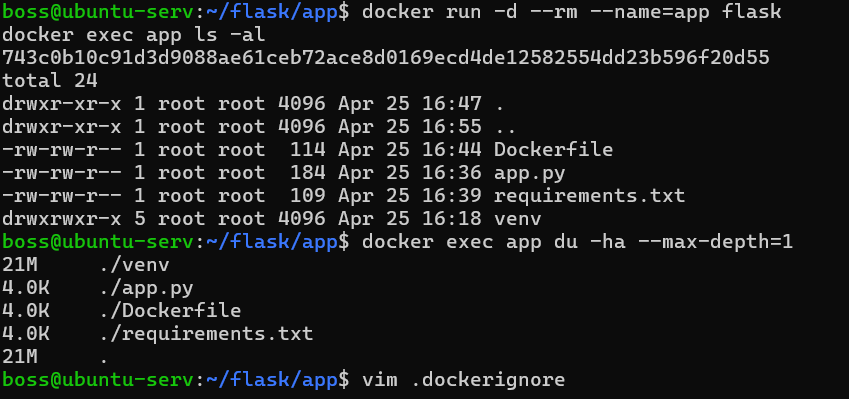 boss@ubuntu-serv:~/flask/app$ docker run -d --rm --name=app flask
docker exec app ls -al
743c0b10c91d3d9088ae61ceb72ace8d0169ecd4de12582554dd23b596f20d55
total 24
drwxr-xr-x 1 root root 4096 Apr 25 16:47 .
drwxr-xr-x 1 root root 4096 Apr 25 16:55 ..
-rw-rw-r-- 1 root root  114 Apr 25 16:44 Dockerfile
-rw-rw-r-- 1 root root  184 Apr 25 16:36 app.py
-rw-rw-r-- 1 root root  109 Apr 25 16:39 requirements.txt
drwxrwxr-x 5 root root 4096 Apr 25 16:18 venv
boss@ubuntu-serv:~/flask/app$ docker exec app du -ha --max-depth=1
21M     ./venv
4.0K    ./app.py
4.0K    ./Dockerfile
4.0K    ./requirements.txt
21M     .
boss@ubuntu-serv:~/flask/app$ vim .dockerignore